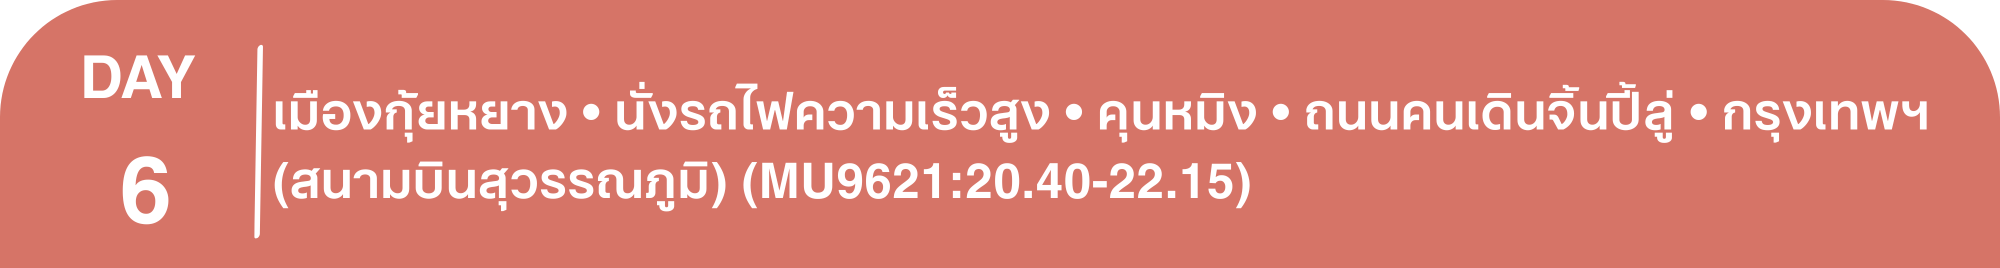 DAY
6
เมืองกุ้ยหยาง • นั่งรถไฟความเร็วสูง • คุนหมิง • ถนนคนเดินจิ้นปี้ลู่ • กรุงเทพฯ
(สนามบินสุวรรณภูมิ) (MU9621:20.40-22.15)